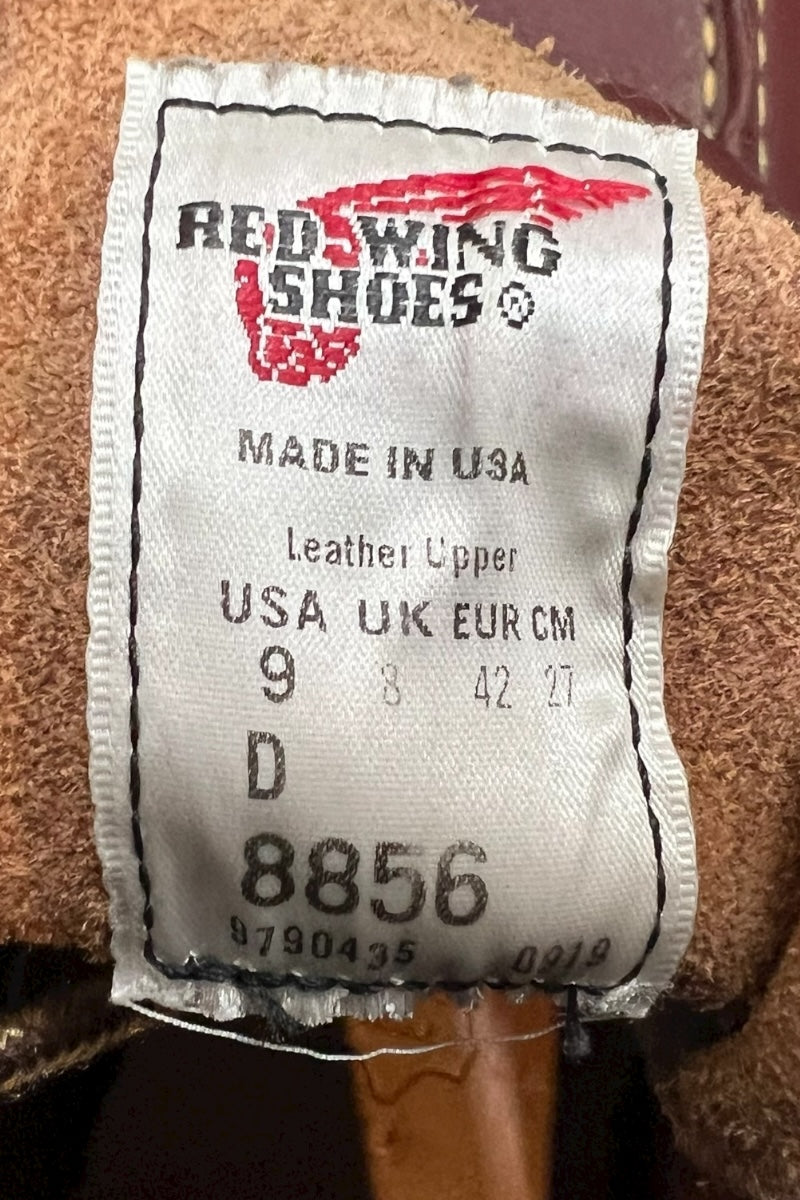 RED WING
SHOES ®
MADE IN USA
Leather Upper
USA UK EUR CM
9 8 42 27
D
8856
9790435 0919